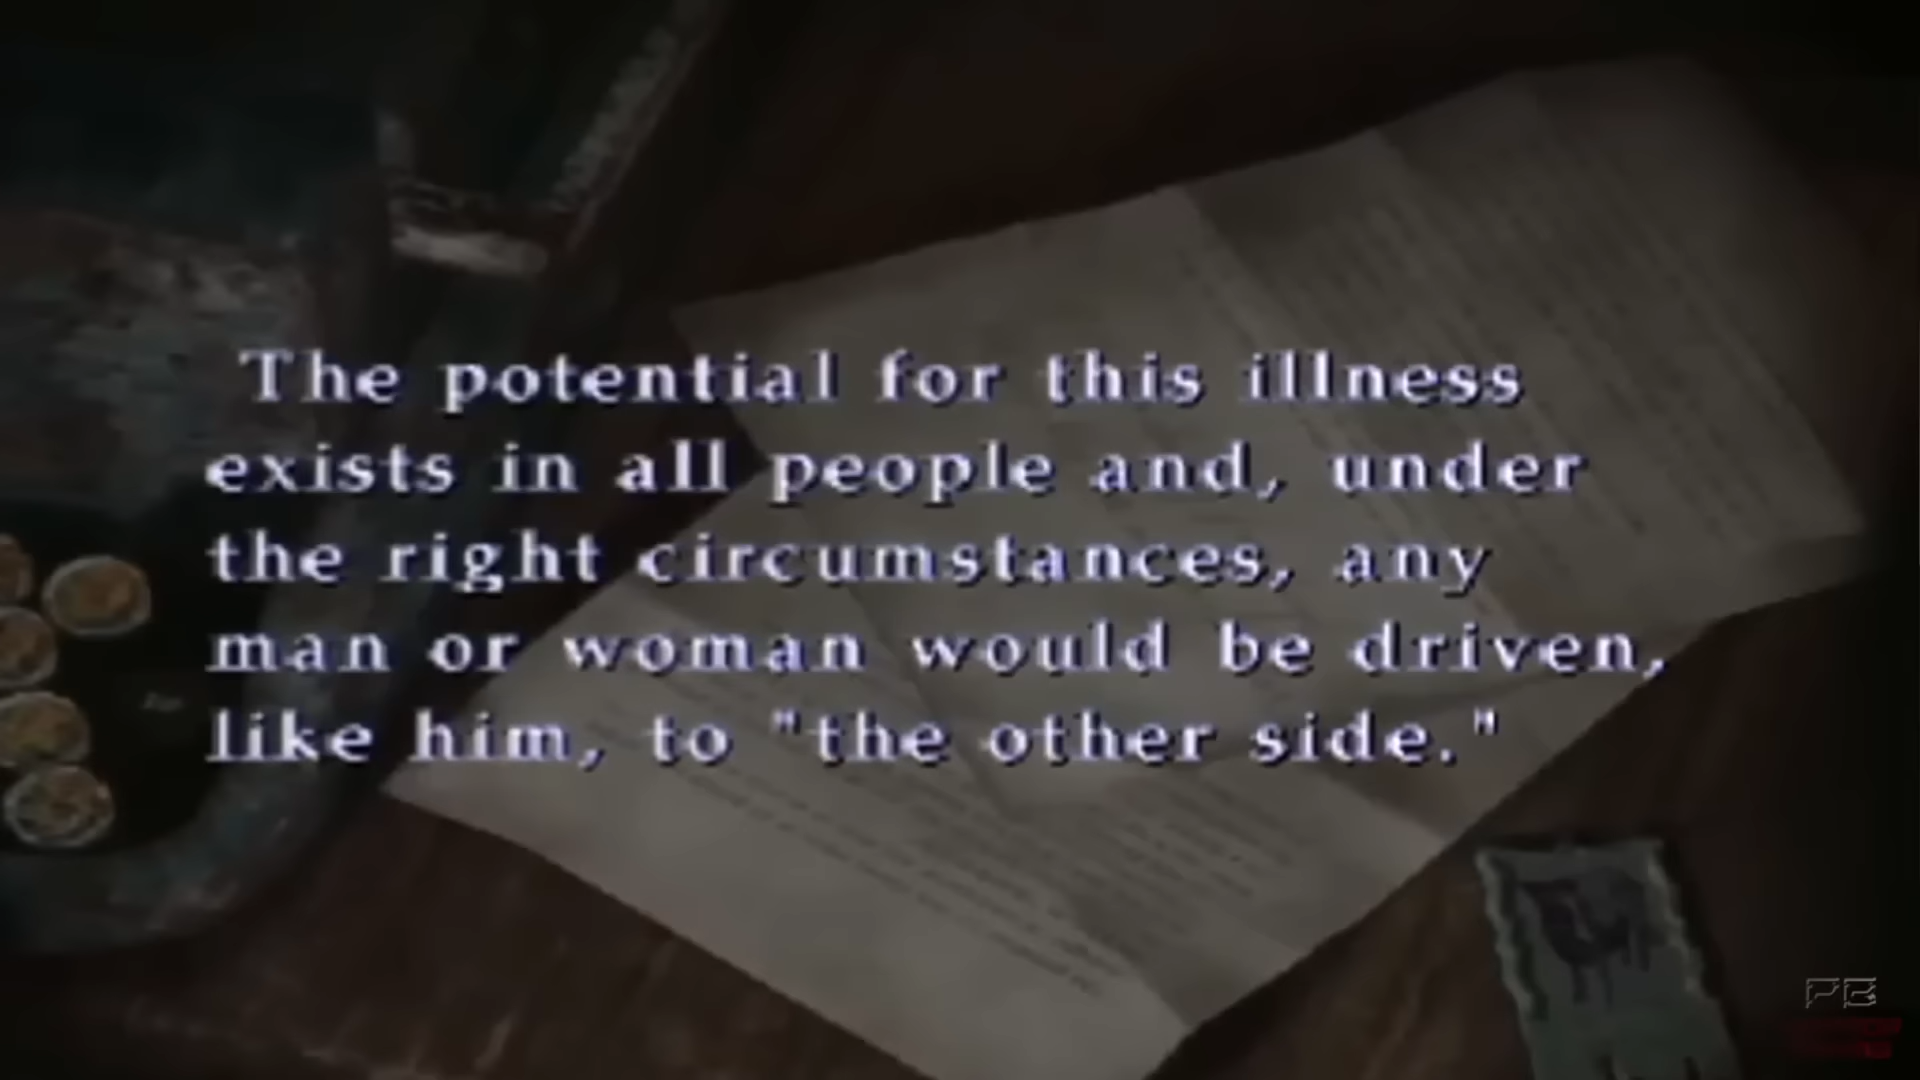 The potential for this illness
exists in all people and, under
the right circumstances, any
man or woman would be driven,
like him, to "the other side."
PB